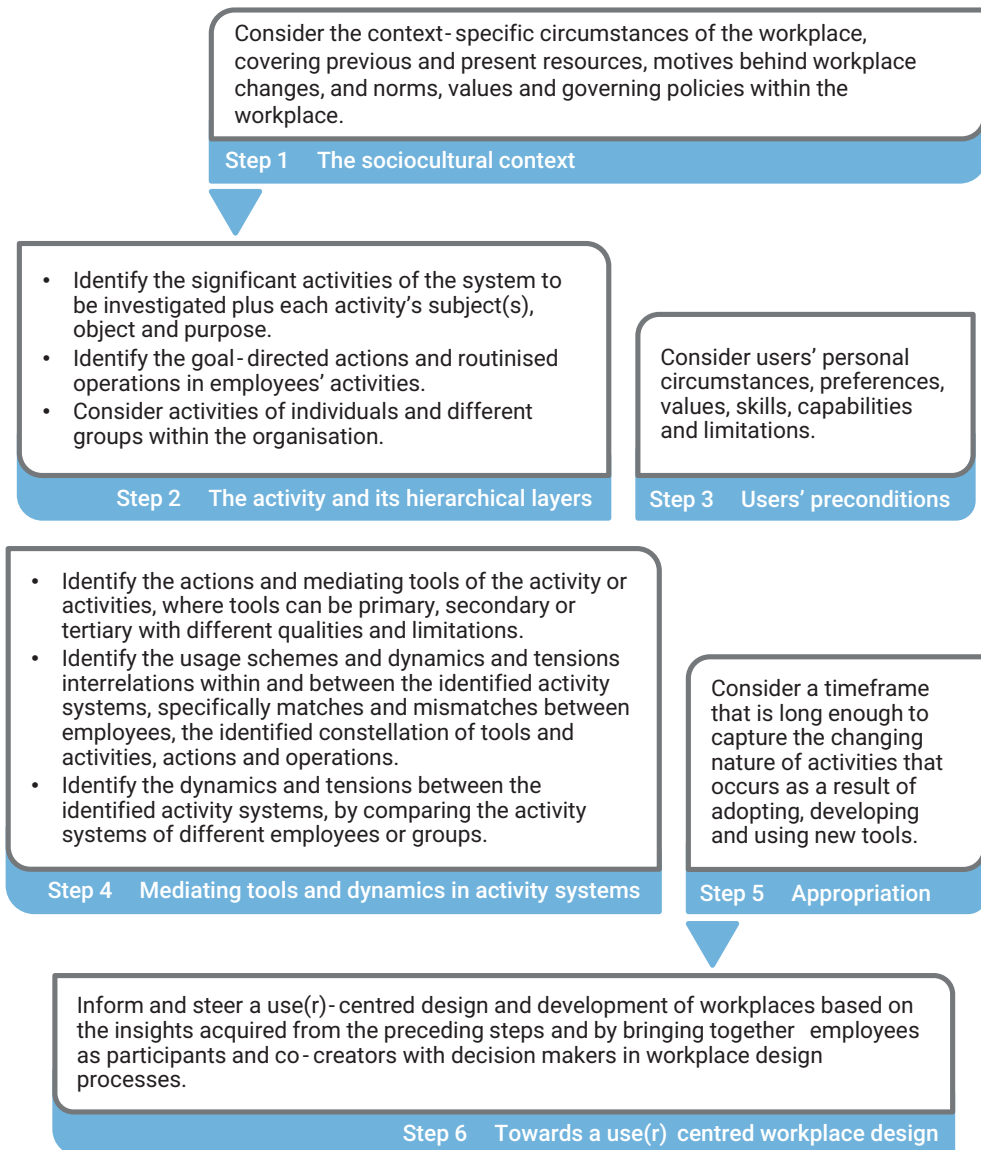 Consider the context-specific circumstances of the workplace,
covering previous and present resources, motives behind workplace
changes, and norms, values and governing policies within the
workplace.
Step 1 The sociocultural context
• Identify the significant activities of the system to
be investigated plus each activity's subject(s),
object and purpose.
• Identify the goal-directed actions and routinised
operations in employees' activities.
• Consider activities of individuals and different
groups within the organisation.
Step 2 The activity and its hierarchical layers
Consider users' personal
circumstances, preferences,
values, skills, capabilities
and limitations.
Step 3 Users' preconditions
• Identify the actions and mediating tools of the activity or
activities, where tools can be primary, secondary or
tertiary with different qualities and limitations.
• Identify the usage schemes and dynamics and tensions
interrelations within and between the identified activity
systems, specifically matches and mismatches between
employees, the identified constellation of tools and
activities, actions and operations.
• Identify the dynamics and tensions between the
identified activity systems, by comparing the activity
systems of different employees or groups.
Step 4 Mediating tools and dynamics in activity systems
Consider a timeframe
that is long enough to
capture the changing
nature of activities that
occurs as a result of
adopting, developing
and using new tools.
Step 5 Appropriation
Inform and steer a use(r)-centred design and development of workplaces based on
the insights acquired from the preceding steps and by bringing together employees
as participants and co-creators with decision makers in workplace design
processes.
Step 6 Towards a use(r) centred workplace design